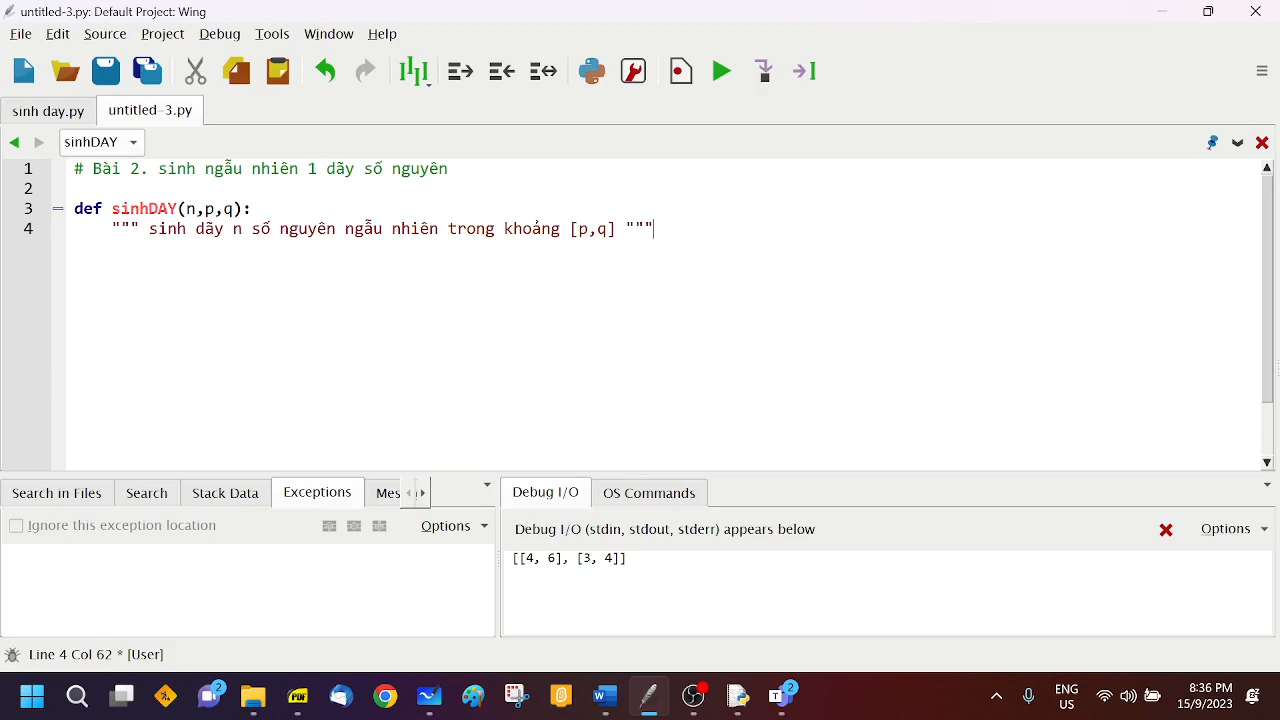 untitled-3.py: Default Project: Wing
File Edit Source Project Debug Tools Window Help
sinh day.py untitled-3.py
sinhDAY
1 # Bài 2. sinh ngẫu nhiên 1 dãy số nguyên
2
3 def sinhDAY(n,p,q):
4 """ sinh dãy n số nguyên ngẫu nhiên trong khoảng [p,q] """
Search in Files Search Stack Data Exceptions Mes Debug I/O OS Commands
Ignore this exception location Options Debug I/O (stdin, stdout, stderr) appears below Options
[[4, 6], [3, 4]]
Line 4 Col 62 * [User]
2 PDF 2 ENG 8:36 PM
US 15/9/2023